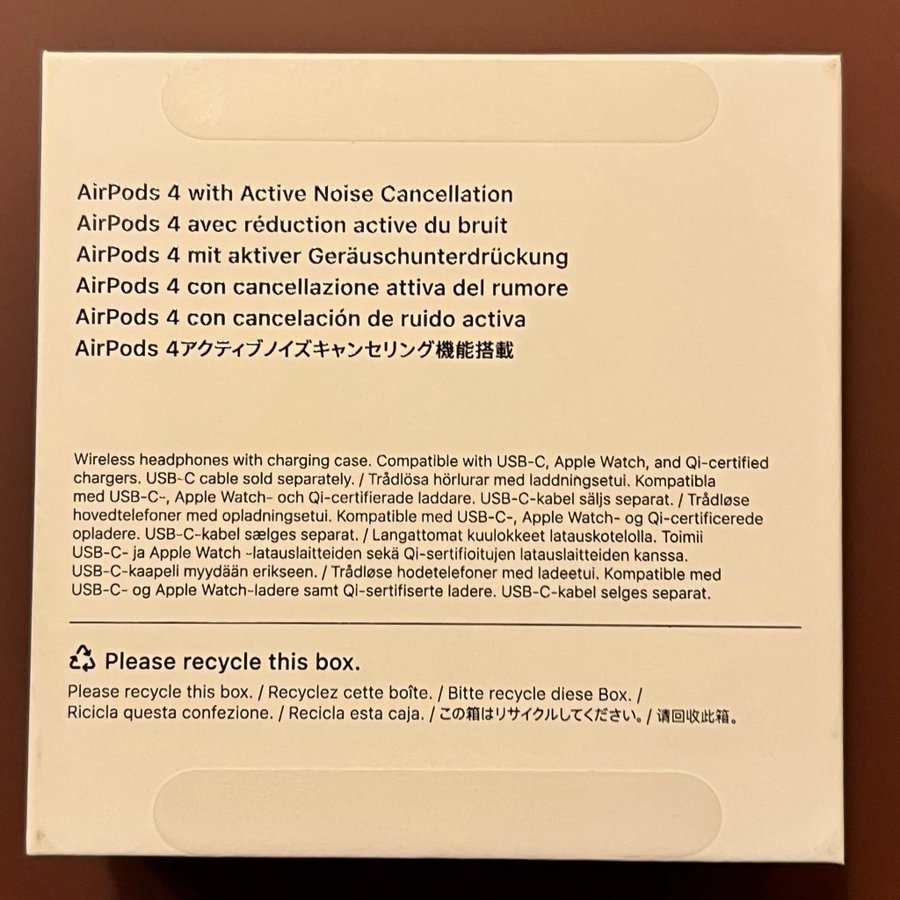 AirPods 4 with Active Noise Cancellation
AirPods 4 avec réduction active du bruit
AirPods 4 mit aktiver Geräuschunterdrückung
AirPods 4 con cancellazione attiva del rumore
AirPods 4 con cancelación de ruido activa
AirPods 4アクティブノイズキャンセリング機能搭載
Wireless headphones with charging case. Compatible with USB-C, Apple Watch, and Qi-certified
chargers. USB-C cable sold separately. / Trådlösa hörlurar med laddningsetui. Kompatibla
med USB-C-, Apple Watch- och Qi-certifierade laddare. USB-C-kabel säljs separat. / Trådløse
hovedtelefoner med opladningsetui. Kompatible med USB-C-, Apple Watch- og Qi-certificerede
opladere. USB-C-kabel sælges separat. / Langattomat kuulokkeet latauskotelolla. Toimii
USB-C- ja Apple Watch -latauslaitteiden sekä Qi-sertifioitujen latauslaitteiden kanssa.
USB-C-kaapeli myydään erikseen. / Trådløse hodetelefoner med ladeetui. Kompatible med
USB-C- og Apple Watch-ladere samt Qi-sertifiserte ladere. USB-C-kabel selges separat.
Please recycle this box.
Please recycle this box. / Recyclez cette boîte. / Bitte recycle diese Box. /
Ricicla questa confezione. / Recicla esta caja. / この箱はリサイクルしてください。/ 请回收此箱。